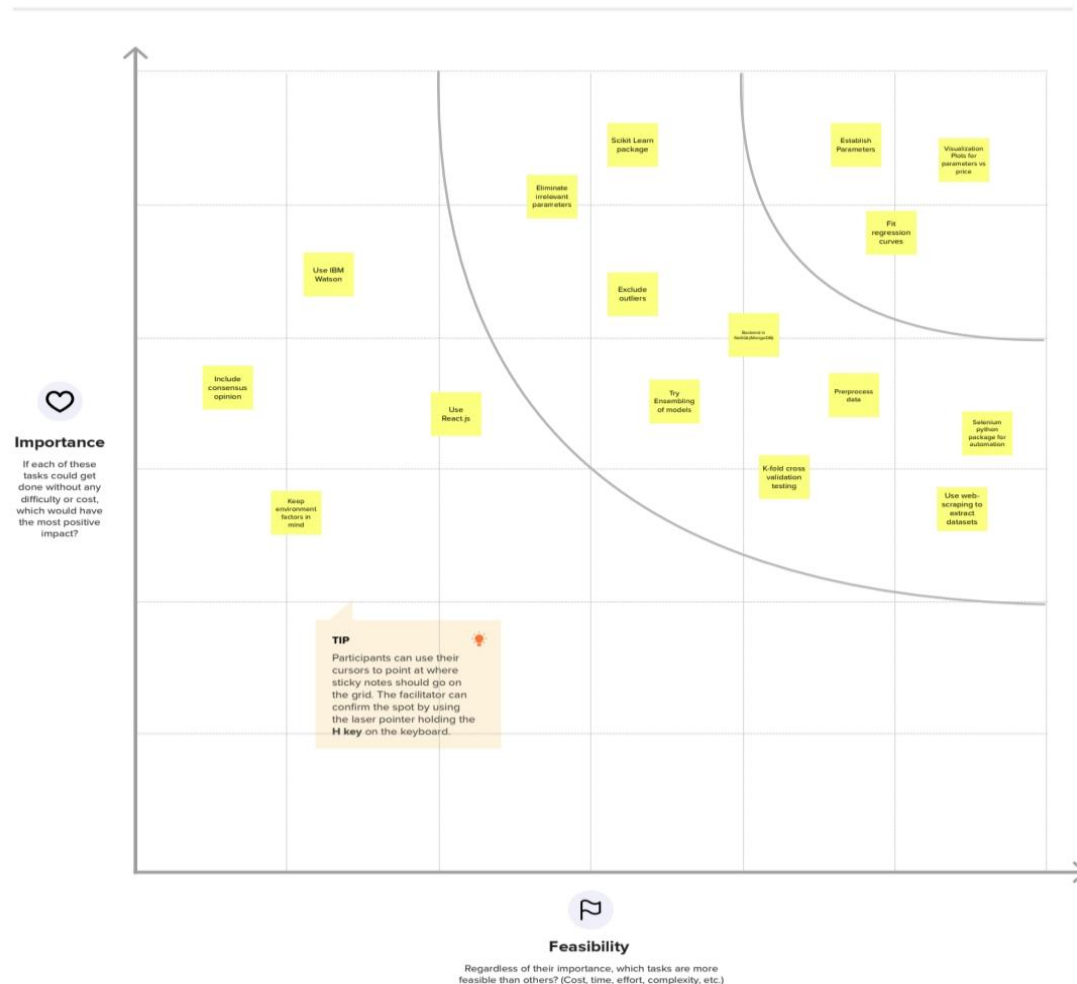 Scikit Learn
package
Establish
Parameters
Visualization
Plots for
parameters vs
price
Eliminate
irrelevant
parameters
Fit
regression
curves
Use IBM
Watson
Exclude
outliers
Backend in
NoSQL(MongoDB)
Include
consensus
opinion
Use
React.js
Try
Ensembling
of models
Preprocess
data
Selenium
python
package for
automation
K-fold cross
validation
testing
Keep
environment
factors in
mind
Use web-
scraping to
extract
datasets
Importance
If each of these
tasks could get
done without any
difficulty or cost,
which would have
the most positive
impact?
TIP
Participants can use their
cursors to point at where
sticky notes should go on
the grid. The facilitator can
confirm the spot by using
the laser pointer holding the
H key on the keyboard.
Feasibility
Regardless of their importance, which tasks are more
feasible than others? (Cost, time, effort, complexity, etc.)